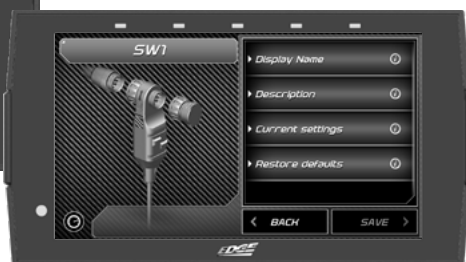 SW1
Display Name
Description
Current settings
Restore defaults
< BACK
SAVE >
EDGE